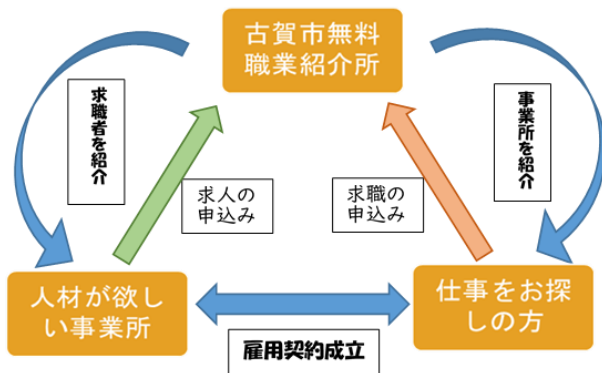 古賀市無料
職業紹介所
求職者を紹介
事業所を紹介
求人の
申込み
求職の
申込み
人材が欲し
い事業所
仕事をお探
しの方
雇用契約成立